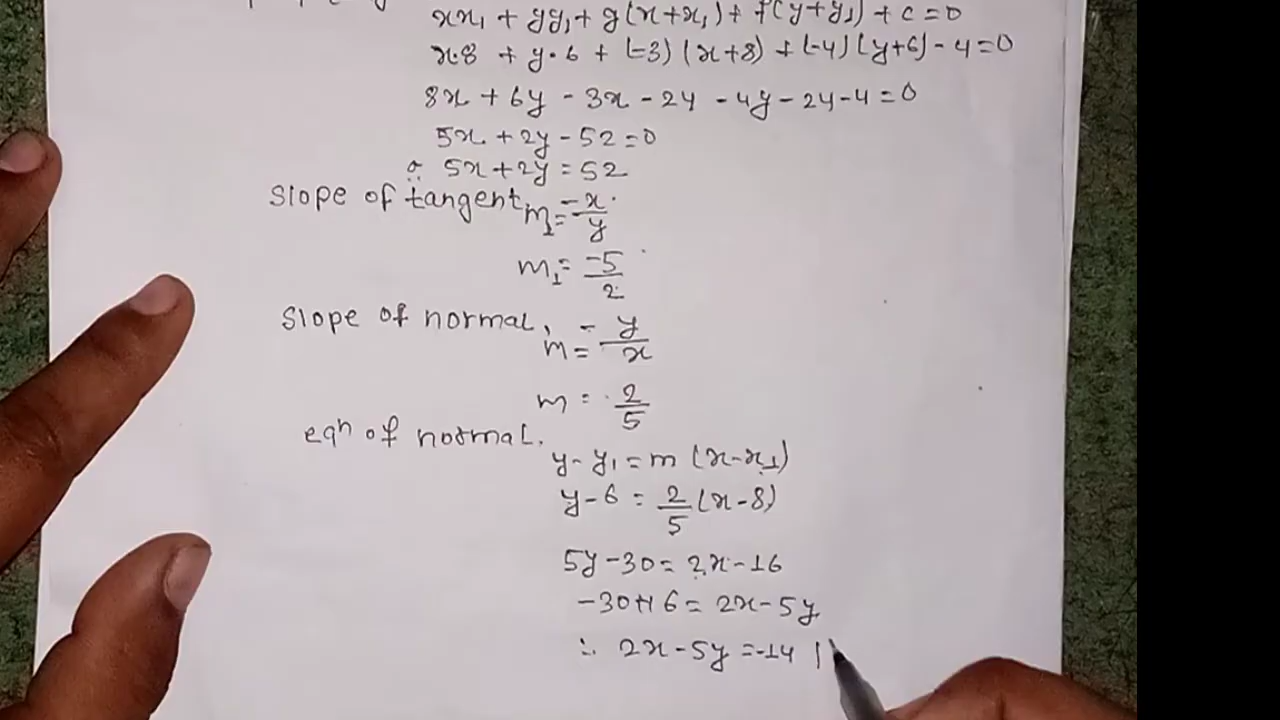 xx₁ + yy₁ + g(x+x₁) + f(y+y₁) + c = 0
x·8 + y·6 + (-3)(x+8) + (-4)(y+6) - 4 = 0
8x + 6y - 3x - 24 - 4y - 24 - 4 = 0
5x + 2y - 52 = 0
∴ 5x + 2y = 52
Slope of tangent, m₁ = -x/y
m₁ = -5/2
Slope of normal, m = -y/x
m = 2/5
eqn of normal,
y - y₁ = m (x - x₁)
y - 6 = 2/5 (x - 8)
5y - 30 = 2x - 16
-30 + 16 = 2x - 5y
∴ 2x - 5y = -14